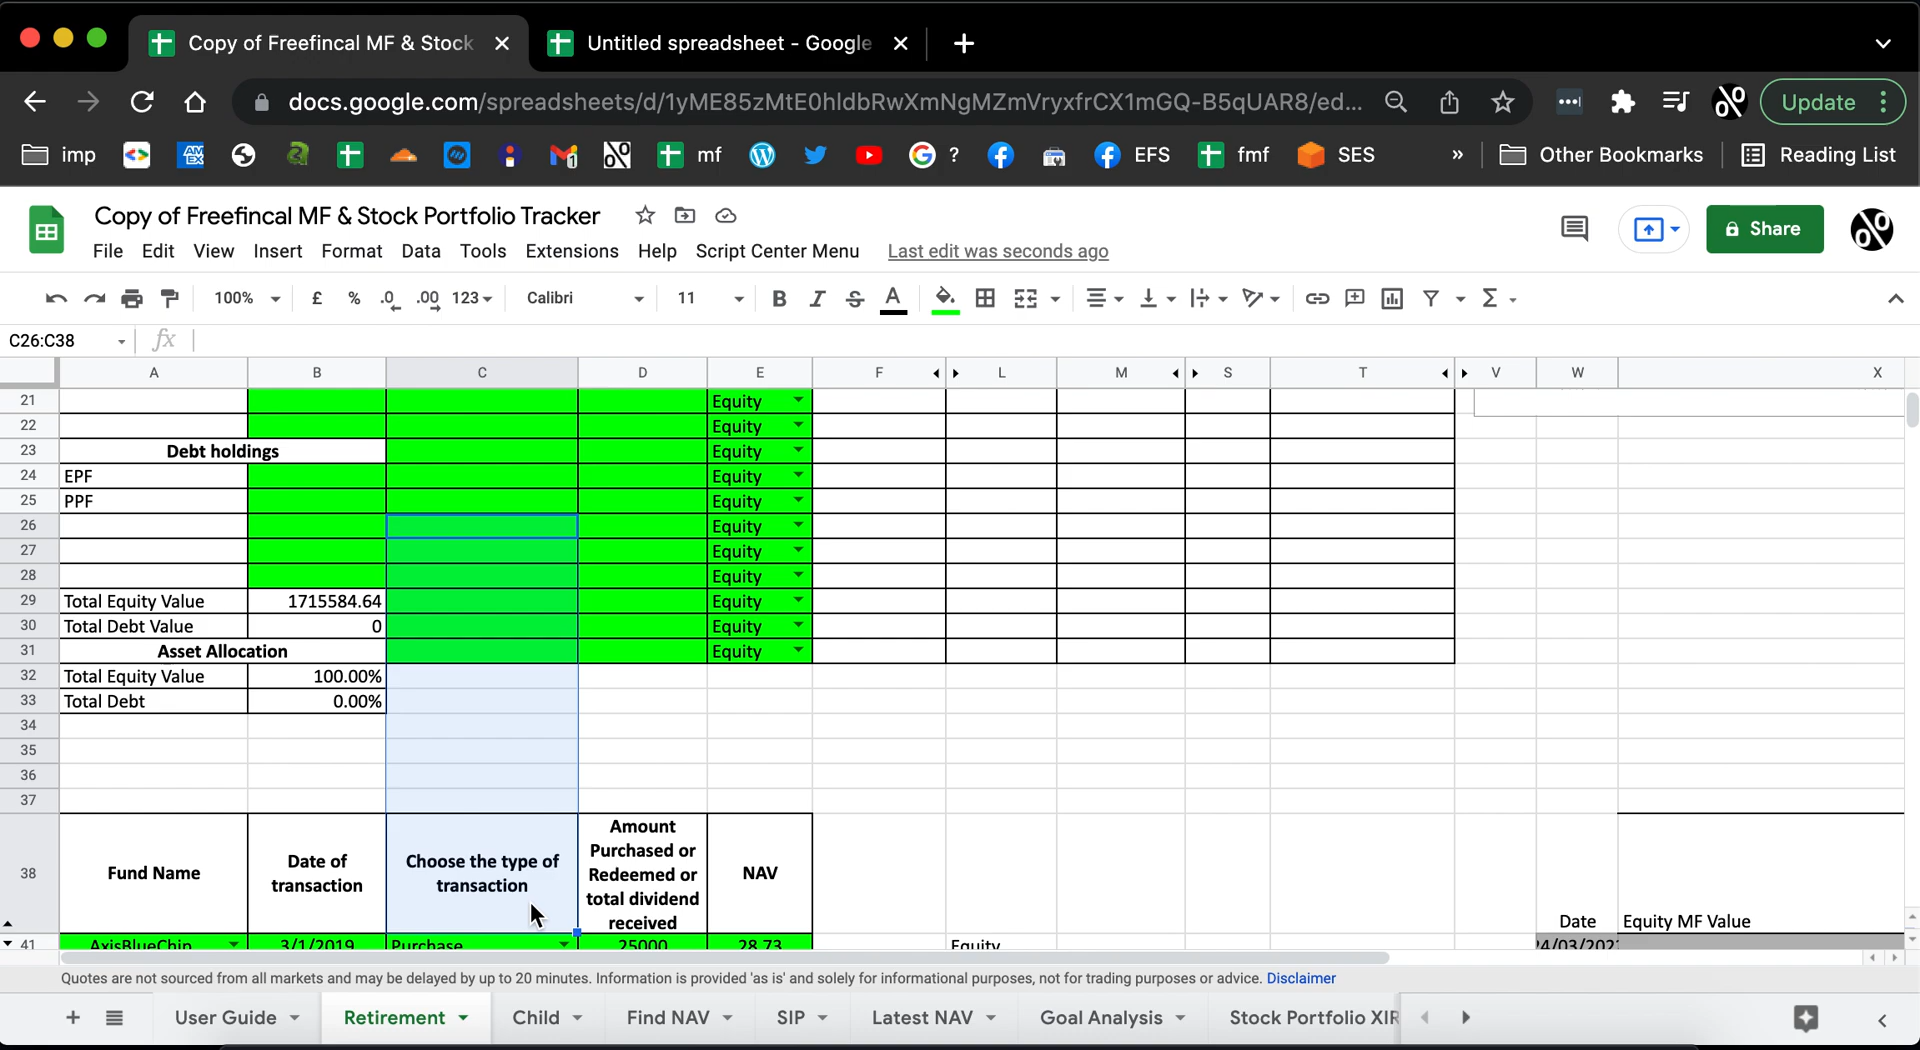 Copy of Freefincal MF & Stock
Untitled spreadsheet - Google
docs.google.com/spreadsheets/d/1yME85zMtE0hIdbRwXmNgMZmVryxfrCX1mGQ-B5qUAR8/ed...
Update
imp
mf
?
EFS
fmf
SES
»
Other Bookmarks
Reading List
Copy of Freefincal MF & Stock Portfolio Tracker
Share
File Edit View Insert Format Data Tools Extensions Help Script Center Menu Last edit was seconds ago
100% £ % .0 .00 123 Calibri 11 B I S A Σ
C26:C38 fx
A B C D E F L M S T V W X
21 Equity
22 Equity
23 Debt holdings Equity
24 EPF Equity
25 PPF Equity
26 Equity
27 Equity
28 Equity
29 Total Equity Value 1715584.64 Equity
30 Total Debt Value 0 Equity
31 Asset Allocation Equity
32 Total Equity Value 100.00%
33 Total Debt 0.00%
34
35
36
37
38 Fund Name Date of transaction Choose the type of transaction Amount Purchased or Redeemed or total dividend received NAV Date Equity MF Value
41 AxisBlueChip 3/1/2019 Purchase 25000 28.73 Equity
Quotes are not sourced from all markets and may be delayed by up to 20 minutes. Information is provided 'as is' and solely for informational purposes, not for trading purposes or advice. Disclaimer
User Guide Retirement Child Find NAV SIP Latest NAV Goal Analysis Stock Portfolio XIR